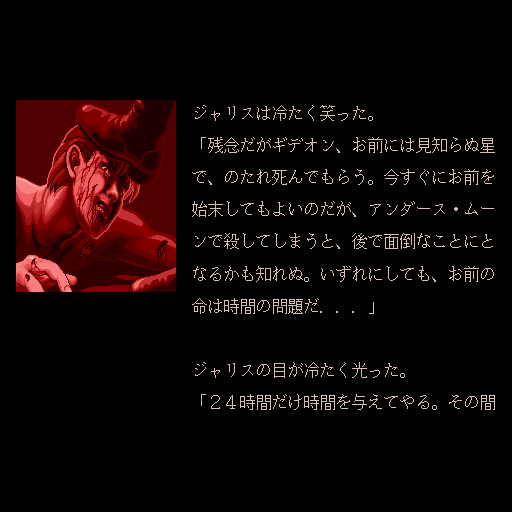 ジャリスは冷たく笑った。
「残念だがギデオン、お前には見知らぬ星
で、のたれ死んでもらう。今すぐにお前を
始末してもよいのだが、アンダース・ムー
ンで殺してしまうと、後で面倒なことにと
なるかも知れぬ。いずれにしても、お前の
命は時間の問題だ．．．」
ジャリスの目が冷たく光った。
「２４時間だけ時間を与えてやる。その間